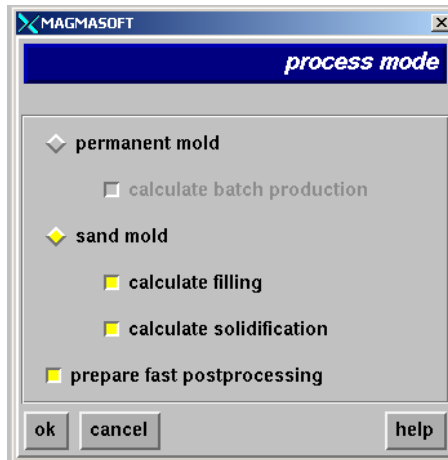 MAGMASOFT
process mode
permanent mold
calculate batch production
sand mold
calculate filling
calculate solidification
prepare fast postprocessing
ok cancel help